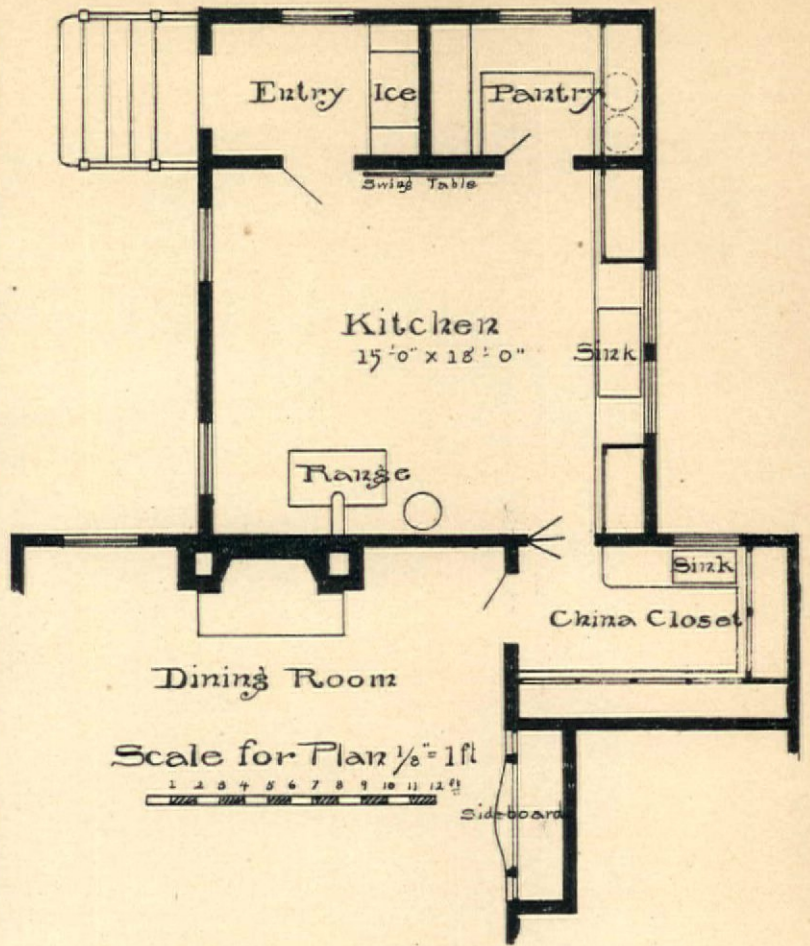 Entry Ice Pantry
Swing Table
Kitchen
15'-0" x 18'-0"
Sink
Range
Sink
China Closet
Dining Room
Scale for Plan 1/8" = 1ft
1 2 3 4 5 6 7 8 9 10 11 12 ft
Sideboard